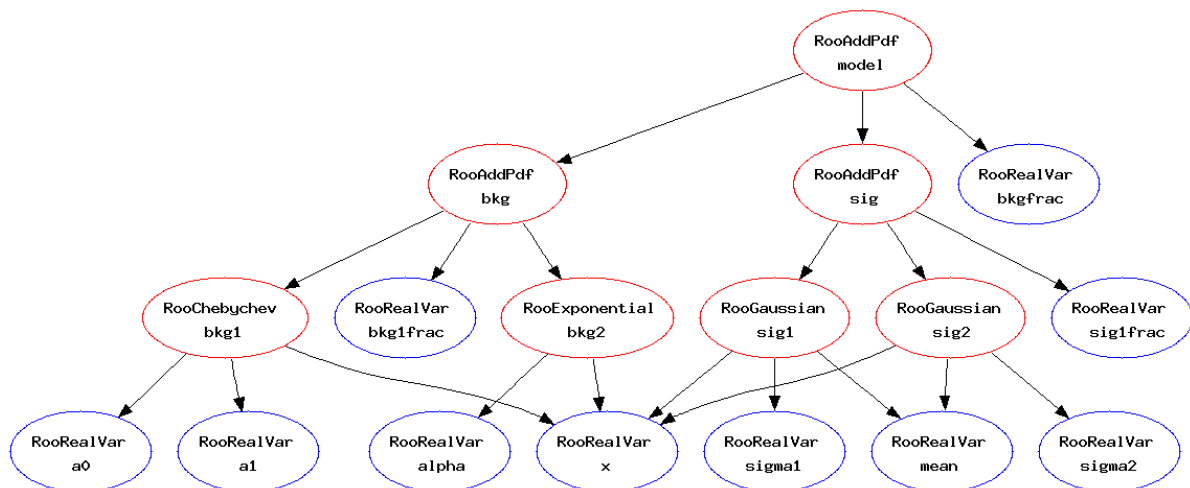 RooAddPdf
model
RooAddPdf
bkg
RooAddPdf
sig
RooRealVar
bkgfrac
RooChebychev
bkg1
RooRealVar
bkg1frac
RooExponential
bkg2
RooGaussian
sig1
RooGaussian
sig2
RooRealVar
sig1frac
RooRealVar
a0
RooRealVar
a1
RooRealVar
alpha
RooRealVar
x
RooRealVar
sigma1
RooRealVar
mean
RooRealVar
sigma2